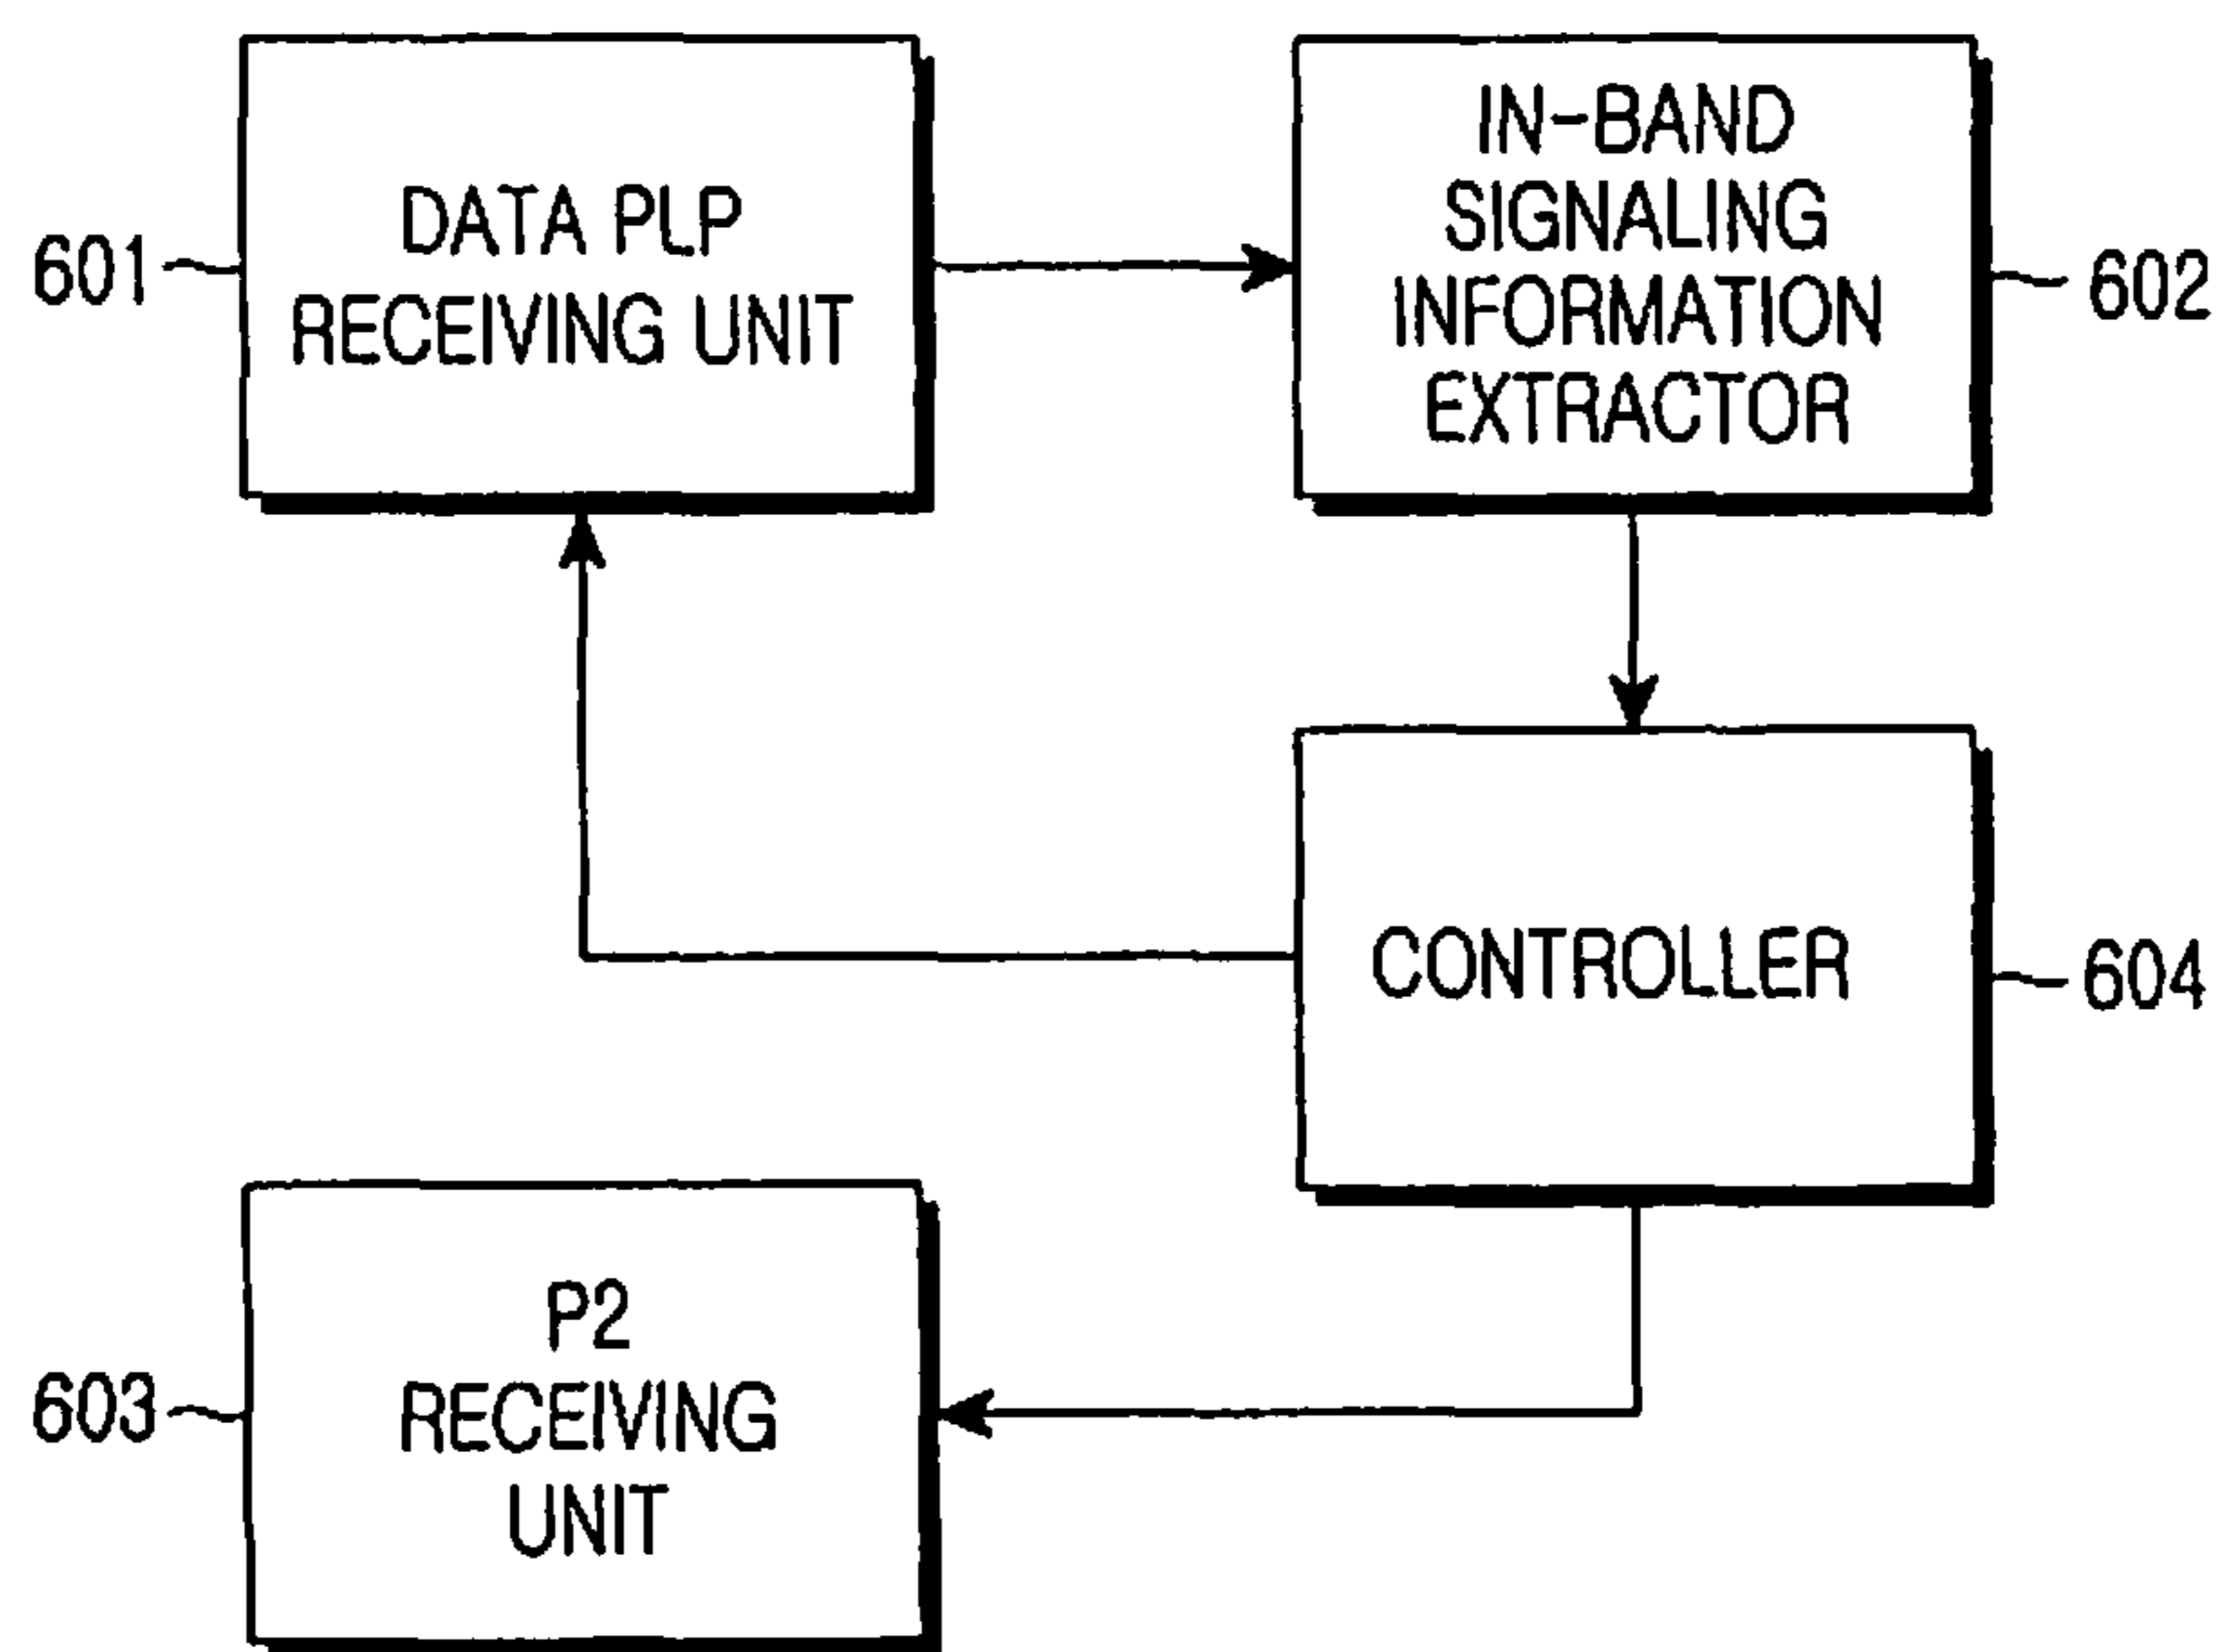 601
DATA PLP
RECEIVING UNIT
IN-BAND
SIGNALING
INFORMATION
EXTRACTOR
602
CONTROLLER
604
603
P2
RECEIVING
UNIT